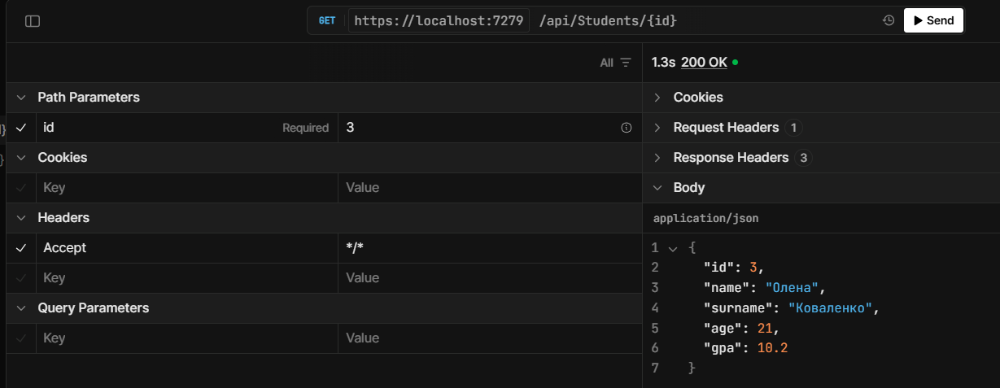 GET https://localhost:7279 /api/Students/{id} Send
All
Path Parameters
id Required 3
Cookies
Key Value
Headers
Accept */*
Key Value
Query Parameters
Key Value
1.3s 200 OK
Cookies
Request Headers 1
Response Headers 3
Body
application/json
1 {
2 "id": 3,
3 "name": "Олена",
4 "surname": "Коваленко",
5 "age": 21,
6 "gpa": 10.2
7 }